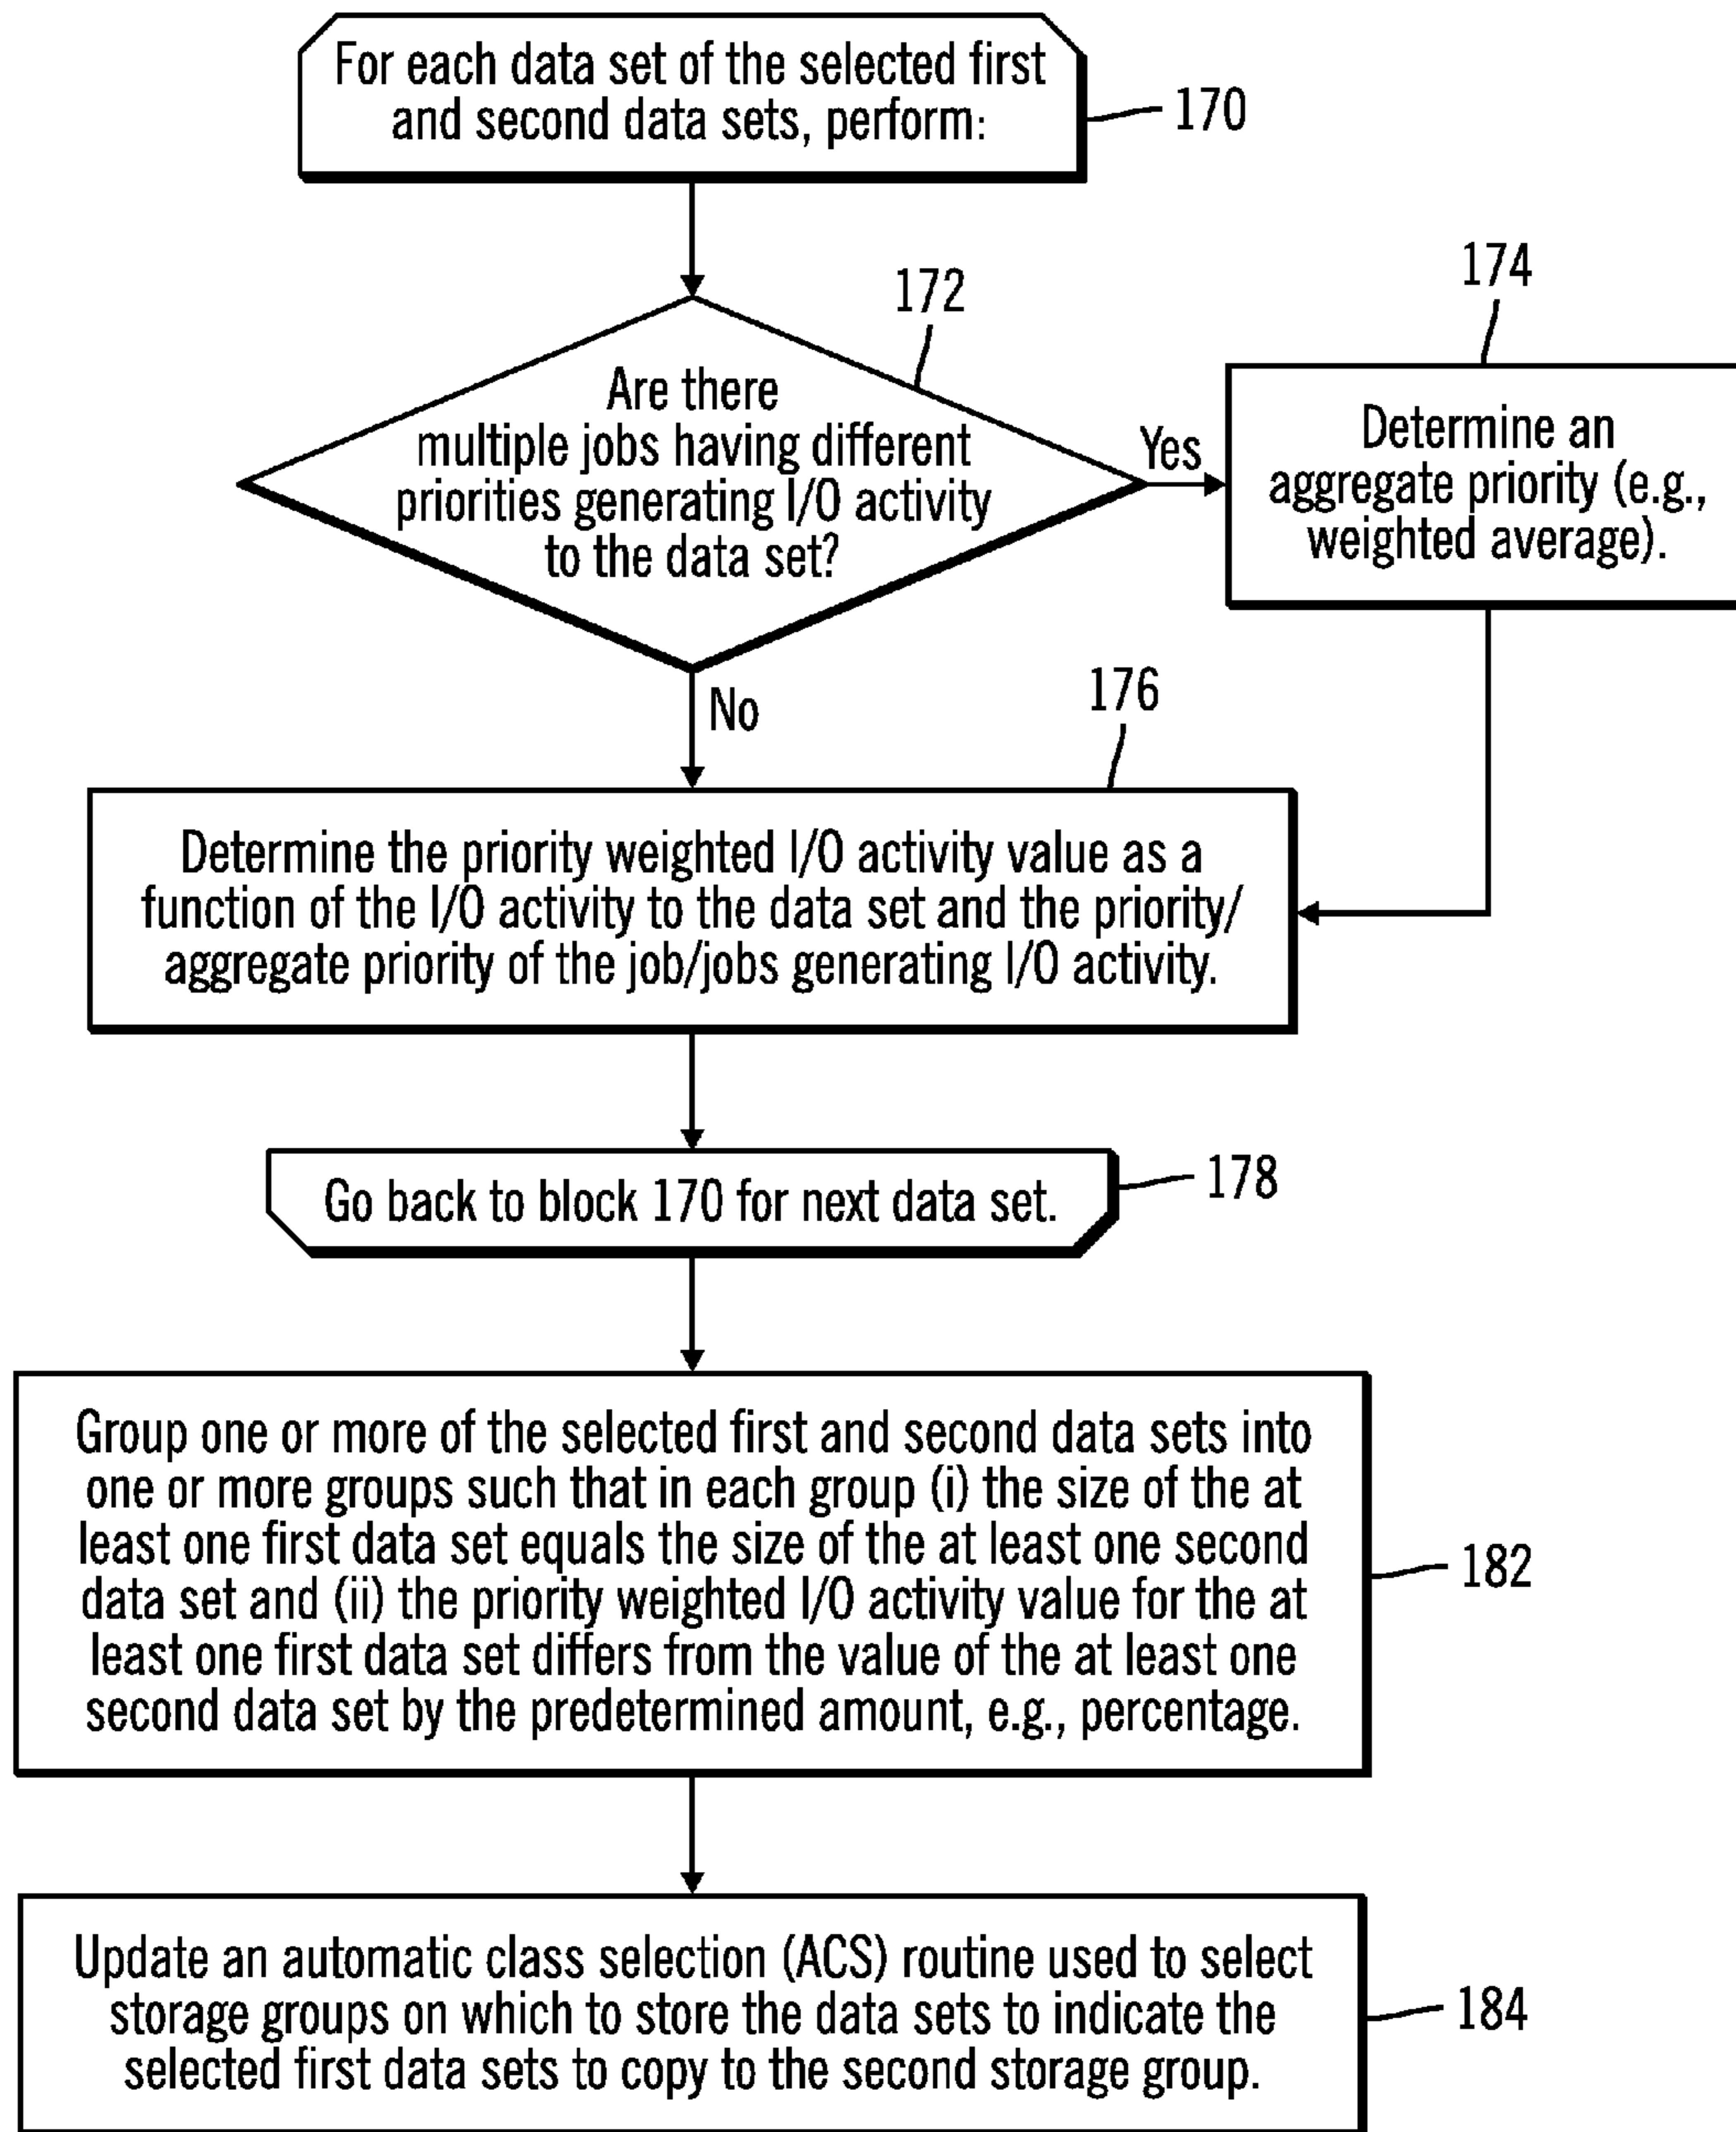 For each data set of the selected first
and second data sets, perform:
170
172
174
Are there
multiple jobs having different
priorities generating I/O activity
to the data set?
Yes
Determine an
aggregate priority (e.g.,
weighted average).
No
176
Determine the priority weighted I/O activity value as a
function of the I/O activity to the data set and the priority/
aggregate priority of the job/jobs generating I/O activity.
Go back to block 170 for next data set.
178
Group one or more of the selected first and second data sets into
one or more groups such that in each group (i) the size of the at
least one first data set equals the size of the at least one second
data set and (ii) the priority weighted I/O activity value for the at
least one first data set differs from the value of the at least one
second data set by the predetermined amount, e.g., percentage.
182
Update an automatic class selection (ACS) routine used to select
storage groups on which to store the data sets to indicate the
selected first data sets to copy to the second storage group.
184